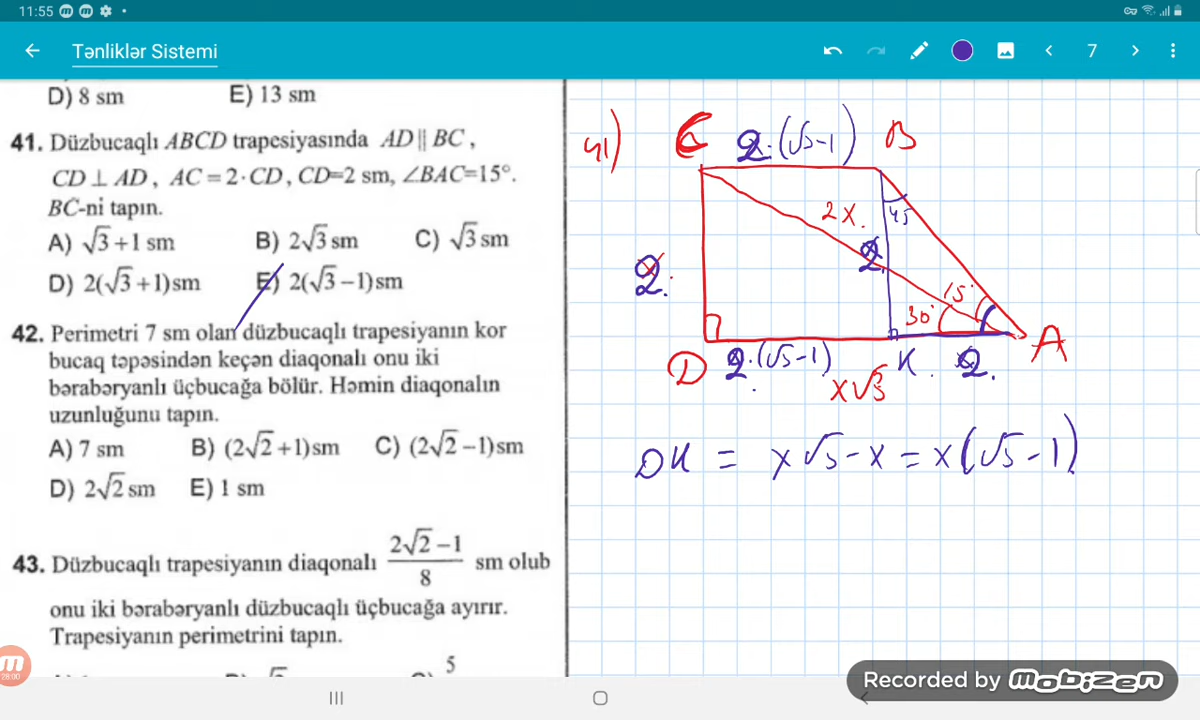 11:55
Tənliklər Sistemi
7
D) 8 sm E) 13 sm
41. Düzbucaqlı ABCD trapesiyasında AD || BC,
CD ⊥ AD, AC = 2·CD, CD=2 sm, ∠BAC=15°.
BC-ni tapın.
A) √3+1 sm B) 2√3 sm C) √3 sm
D) 2(√3+1)sm E) 2(√3−1)sm
42. Perimetri 7 sm olan düzbucaqlı trapesiyanın kor
bucaq təpəsindən keçən diaqonalı onu iki
bərabəryanlı üçbucağa bölür. Həmin diaqonalın
uzunluğunu tapın.
A) 7 sm B) (2√2+1)sm C) (2√2−1)sm
D) 2√2 sm E) 1 sm
43. Düzbucaqlı trapesiyanın diaqonalı (2√2−1)/8 sm olub
onu iki bərabəryanlı düzbucaqlı üçbucağa ayırır.
Trapesiyanın perimetrini tapın.
5
28:00
41) C 2·(√3-1) B
2x. 45
2. 2.
30° 15°
D 2·(√3-1) K. 2. A
x√3
DK = x√3-x = x(√3-1)
Recorded by mobizen